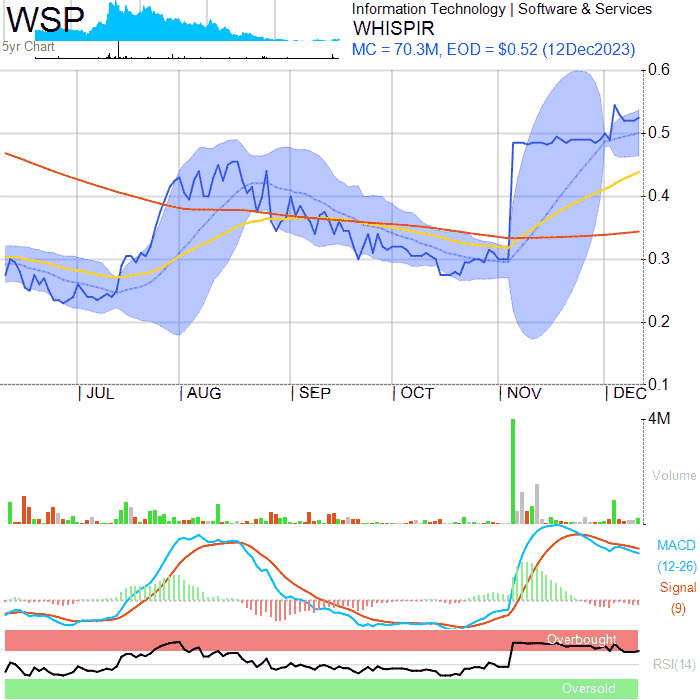 WSP
5yr Chart
Information Technology | Software & Services
WHISPIR
MC = 70.3M, EOD = $0.52 (12Dec2023)
0.6
0.5
0.4
0.3
0.2
0.1
JUL AUG SEP OCT NOV DEC
4M
Volume
MACD
(12-26)
Signal
(9)
Overbought
RSI(14)
Oversold